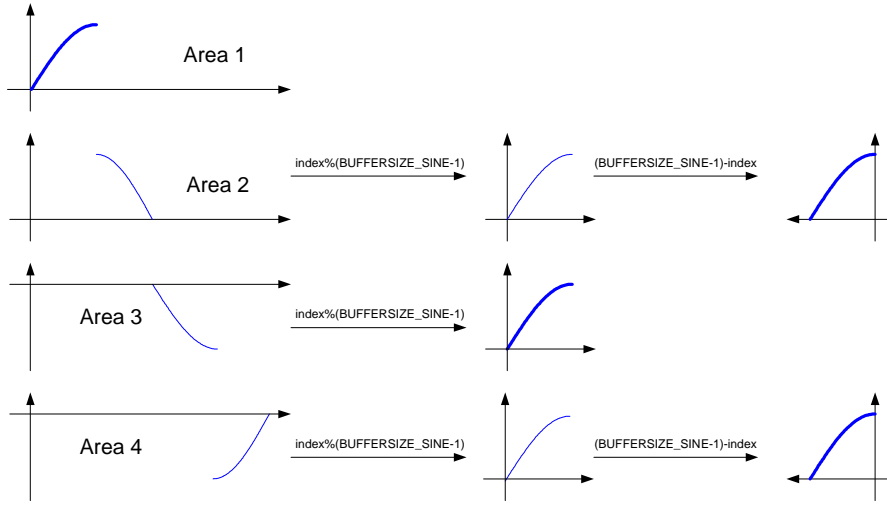 Area 1
index%(BUFFERSIZE_SINE-1)
(BUFFERSIZE_SINE-1)-index
Area 2
Area 3
index%(BUFFERSIZE_SINE-1)
Area 4
index%(BUFFERSIZE_SINE-1)
(BUFFERSIZE_SINE-1)-index